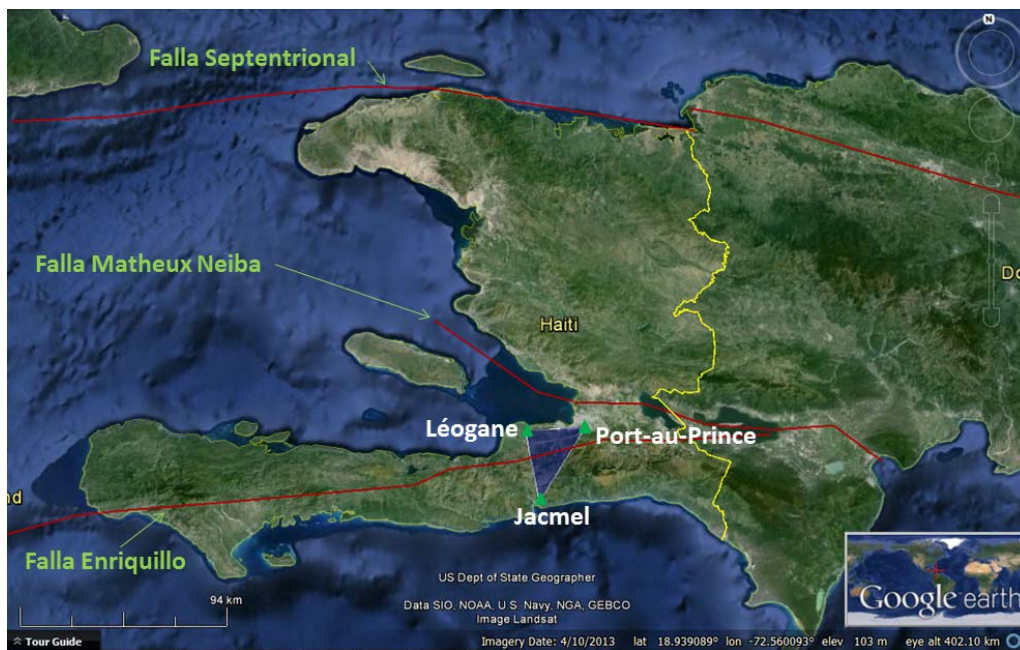 N
Falla Septentrional
Falla Matheux Neiba
Do
Haiti
Léogane
Port-au-Prince
nd
Jacmel
Falla Enriquillo
US Dept of State Geographer
94 km
Data SIO, NOAA, U.S. Navy, NGA, GEBCO
Image Landsat
Google earth
Tour Guide
Imagery Date: 4/10/2013 lat 18.939089° lon -72.560093° elev 103 m eye alt 402.10 km